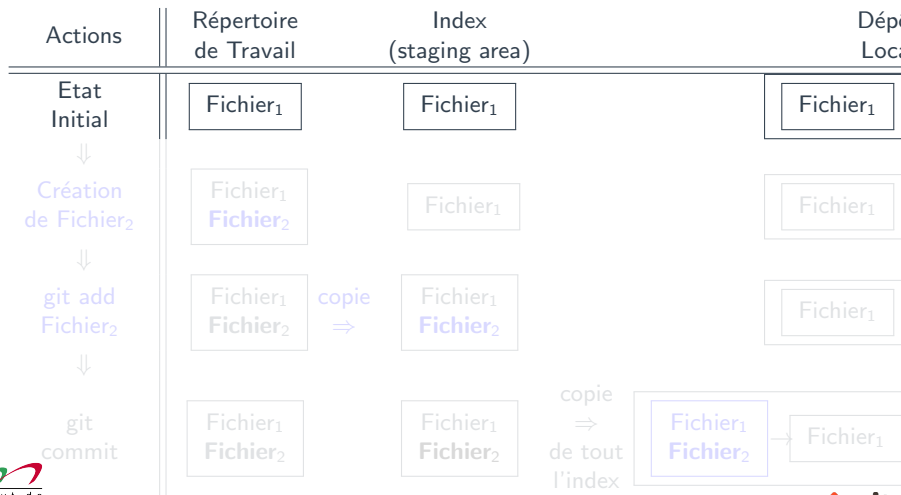 Actions
Répertoire
de Travail
Index
(staging area)
Etat
Initial
Fichier₁
Fichier₁
Fichier₁
⇓
Création
de Fichier₂
Fichier₁
Fichier₂
Fichier₁
Fichier₁
⇓
git add
Fichier₂
Fichier₁
Fichier₂
copie
⇒
Fichier₁
Fichier₂
Fichier₁
⇓
git
commit
Fichier₁
Fichier₂
Fichier₁
Fichier₂
copie
⇒
de tout
l'index
Fichier₁
Fichier₂
→
Fichier₁